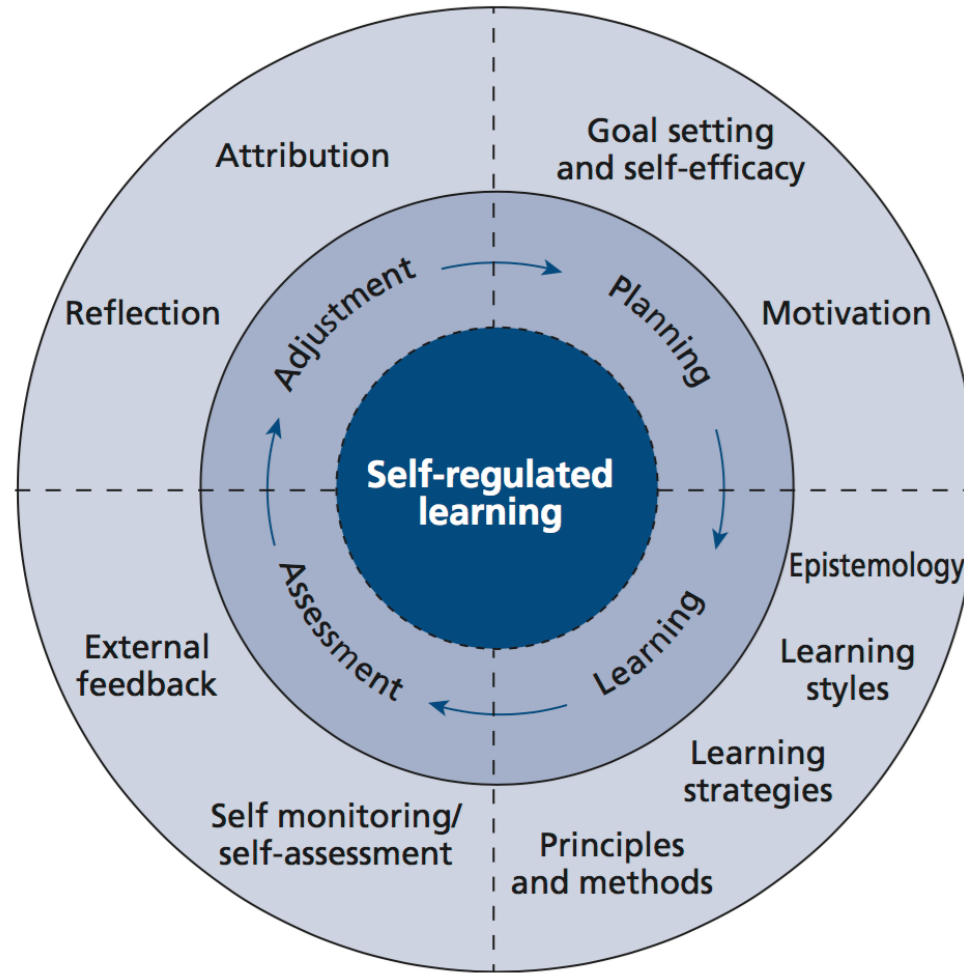 Attribution
Goal setting
and self-efficacy
Reflection
Adjustment
Planning
Motivation
Self-regulated
learning
Epistemology
External
feedback
Assessment
Learning
Learning
styles
Learning
strategies
Self monitoring/
self-assessment
Principles
and methods